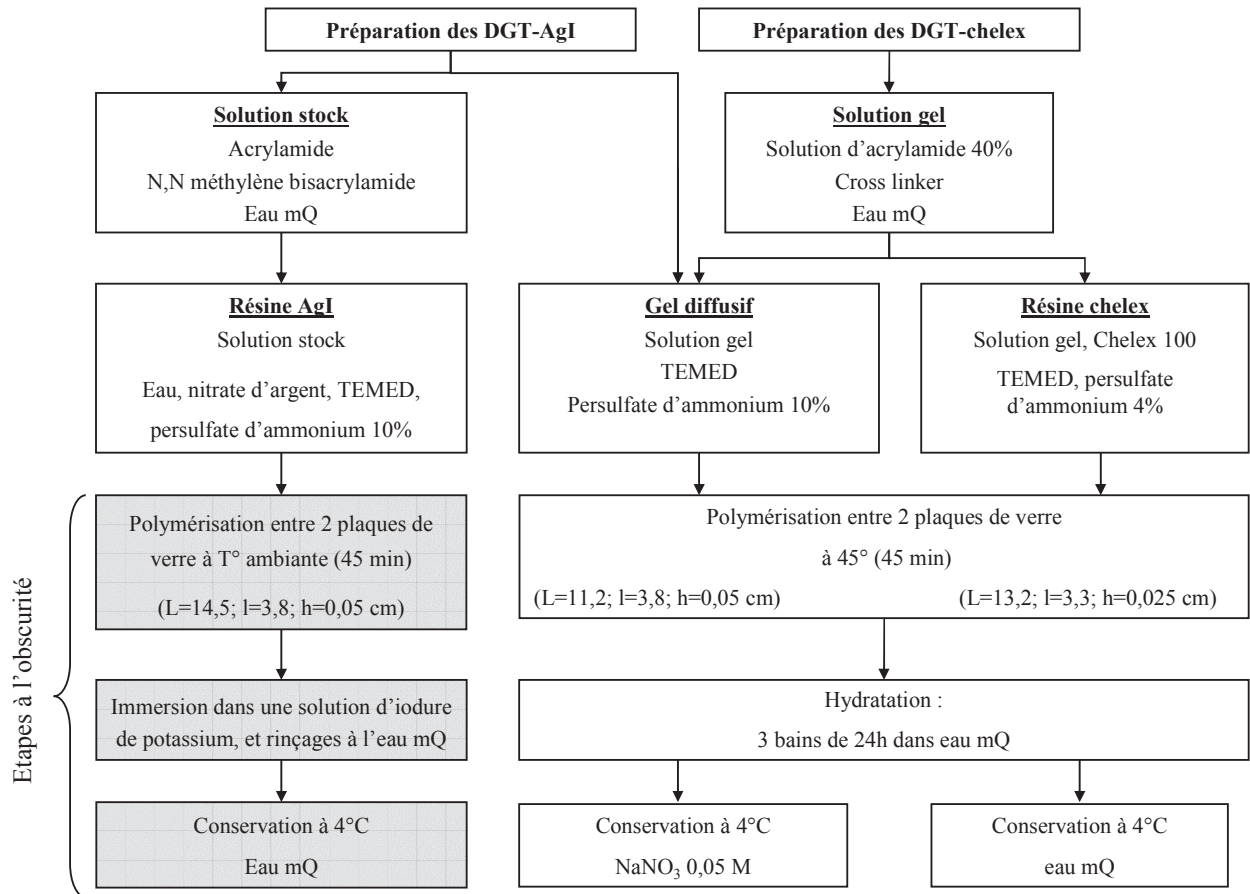 Préparation des DGT-AgI
Préparation des DGT-chelex
Solution stock
Acrylamide
N,N méthylène bisacrylamide
Eau mQ
Solution gel
Solution d’acrylamide 40%
Cross linker
Eau mQ
Résine AgI
Solution stock
Eau, nitrate d’argent, TEMED,
persulfate d’ammonium 10%
Gel diffusif
Solution gel
TEMED
Persulfate d’ammonium 10%
Résine chelex
Solution gel, Chelex 100
TEMED, persulfate
d’ammonium 4%
Etapes à l’obscurité
Polymérisation entre 2 plaques de
verre à T° ambiante (45 min)
(L=14,5; l=3,8; h=0,05 cm)
Polymérisation entre 2 plaques de verre
à 45° (45 min)
(L=11,2; l=3,8; h=0,05 cm)
(L=13,2; l=3,3; h=0,025 cm)
Immersion dans une solution d’iodure
de potassium, et rinçages à l’eau mQ
Hydratation :
3 bains de 24h dans eau mQ
Conservation à 4°C
Eau mQ
Conservation à 4°C
NaNO₃ 0,05 M
Conservation à 4°C
eau mQ